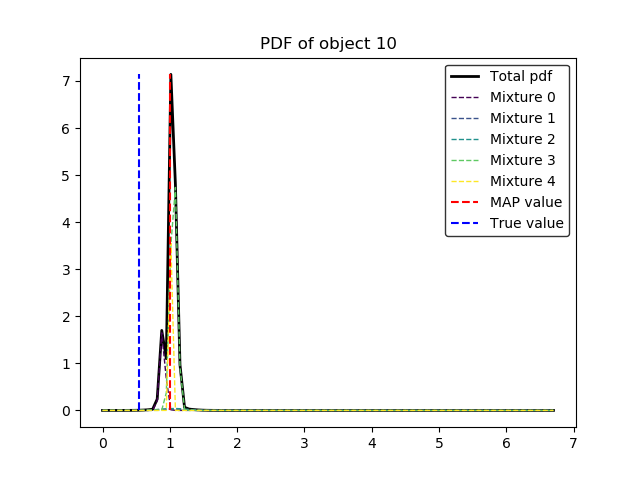 PDF of object 10
Total pdf
Mixture 0
Mixture 1
Mixture 2
Mixture 3
Mixture 4
MAP value
True value
7
6
5
4
3
2
1
0
0 1 2 3 4 5 6 7